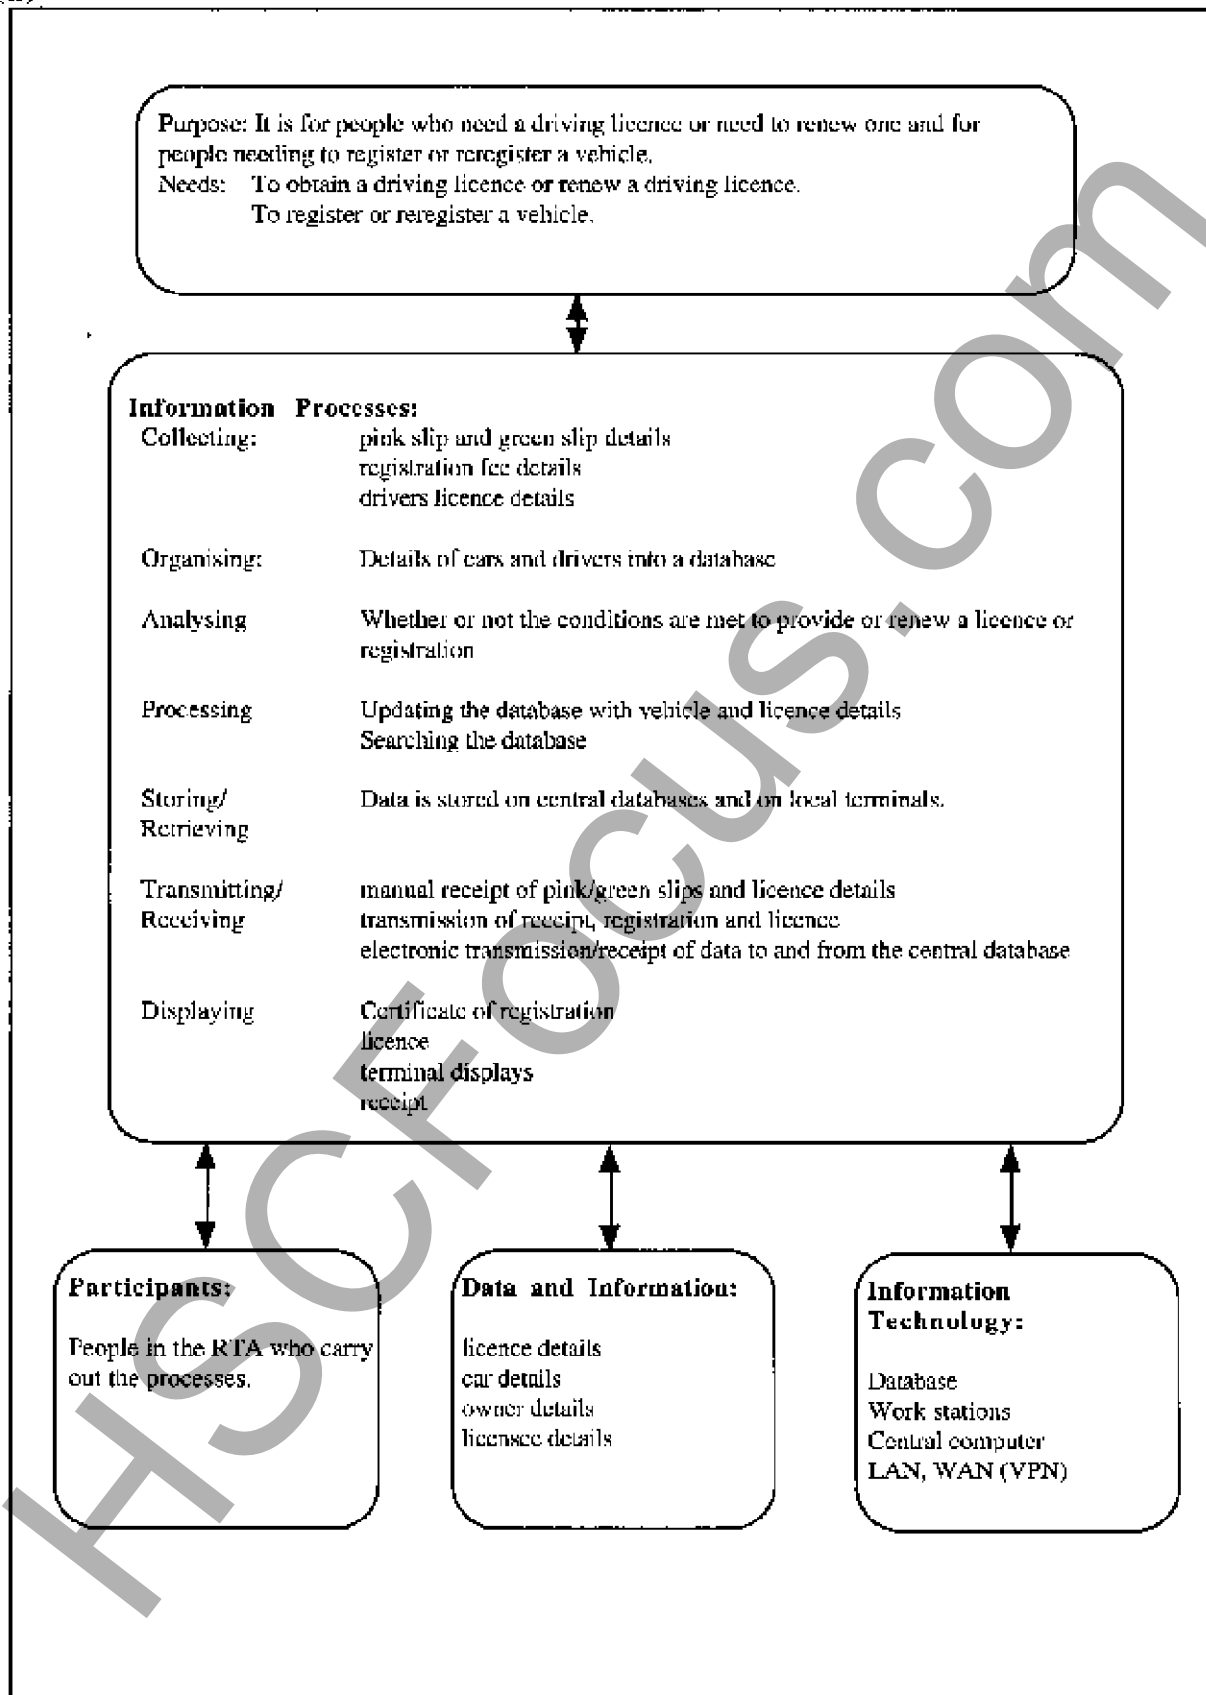 Purpose: It is for people who need a driving licence or need to renew one and for
people needing to register or reregister a vehicle.
Needs: To obtain a driving licence or renew a driving licence.
To register or reregister a vehicle.
Information Processes:
Collecting: pink slip and green slip details
registration fee details
drivers licence details
Organising: Details of cars and drivers into a database
Analysing Whether or not the conditions are met to provide or renew a licence or
registration
Processing Updating the database with vehicle and licence details
Searching the database
Storing/ Data is stored on central databases and on local terminals.
Retrieving
Transmitting/ manual receipt of pink/green slips and licence details
Receiving transmission of receipt, registration and licence
electronic transmission/receipt of data to and from the central database
Displaying Certificate of registration
licence
terminal displays
receipt
Participants:
People in the RTA who carry
out the processes.
Data and Information:
licence details
car details
owner details
licensee details
Information
Technology:
Database
Work stations
Central computer
LAN, WAN (VPN)
HSCFocus.com